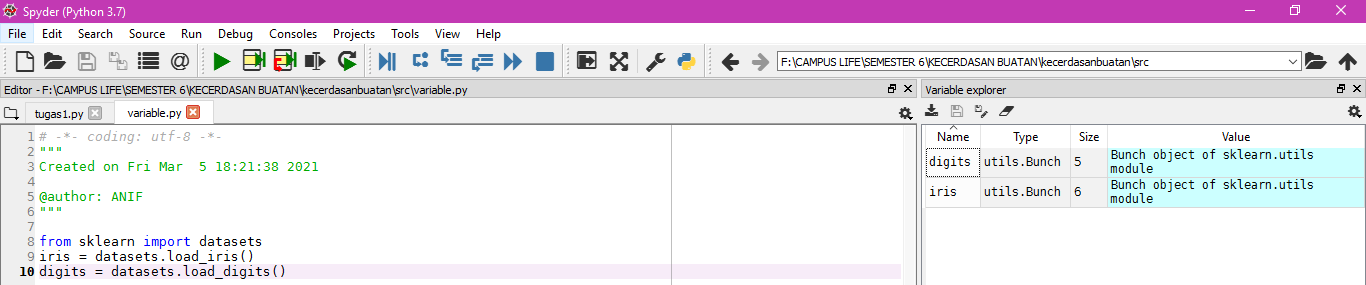 Spyder (Python 3.7)
File Edit Search Source Run Debug Consoles Projects Tools View Help
F:\CAMPUS LIFE\SEMESTER 6\KECERDASAN BUATAN\kecerdasanbuatan\src
Editor - F:\CAMPUS LIFE\SEMESTER 6\KECERDASAN BUATAN\kecerdasanbuatan\src\variable.py
tugas1.py variable.py
1 # -*- coding: utf-8 -*-
2 """
3 Created on Fri Mar  5 18:21:38 2021
4
5 @author: ANIF
6 """
7
8 from sklearn import datasets
9 iris = datasets.load_iris()
10 digits = datasets.load_digits()
Variable explorer
Name Type Size Value
digits utils.Bunch 5 Bunch object of sklearn.utils
module
iris utils.Bunch 6 Bunch object of sklearn.utils
module